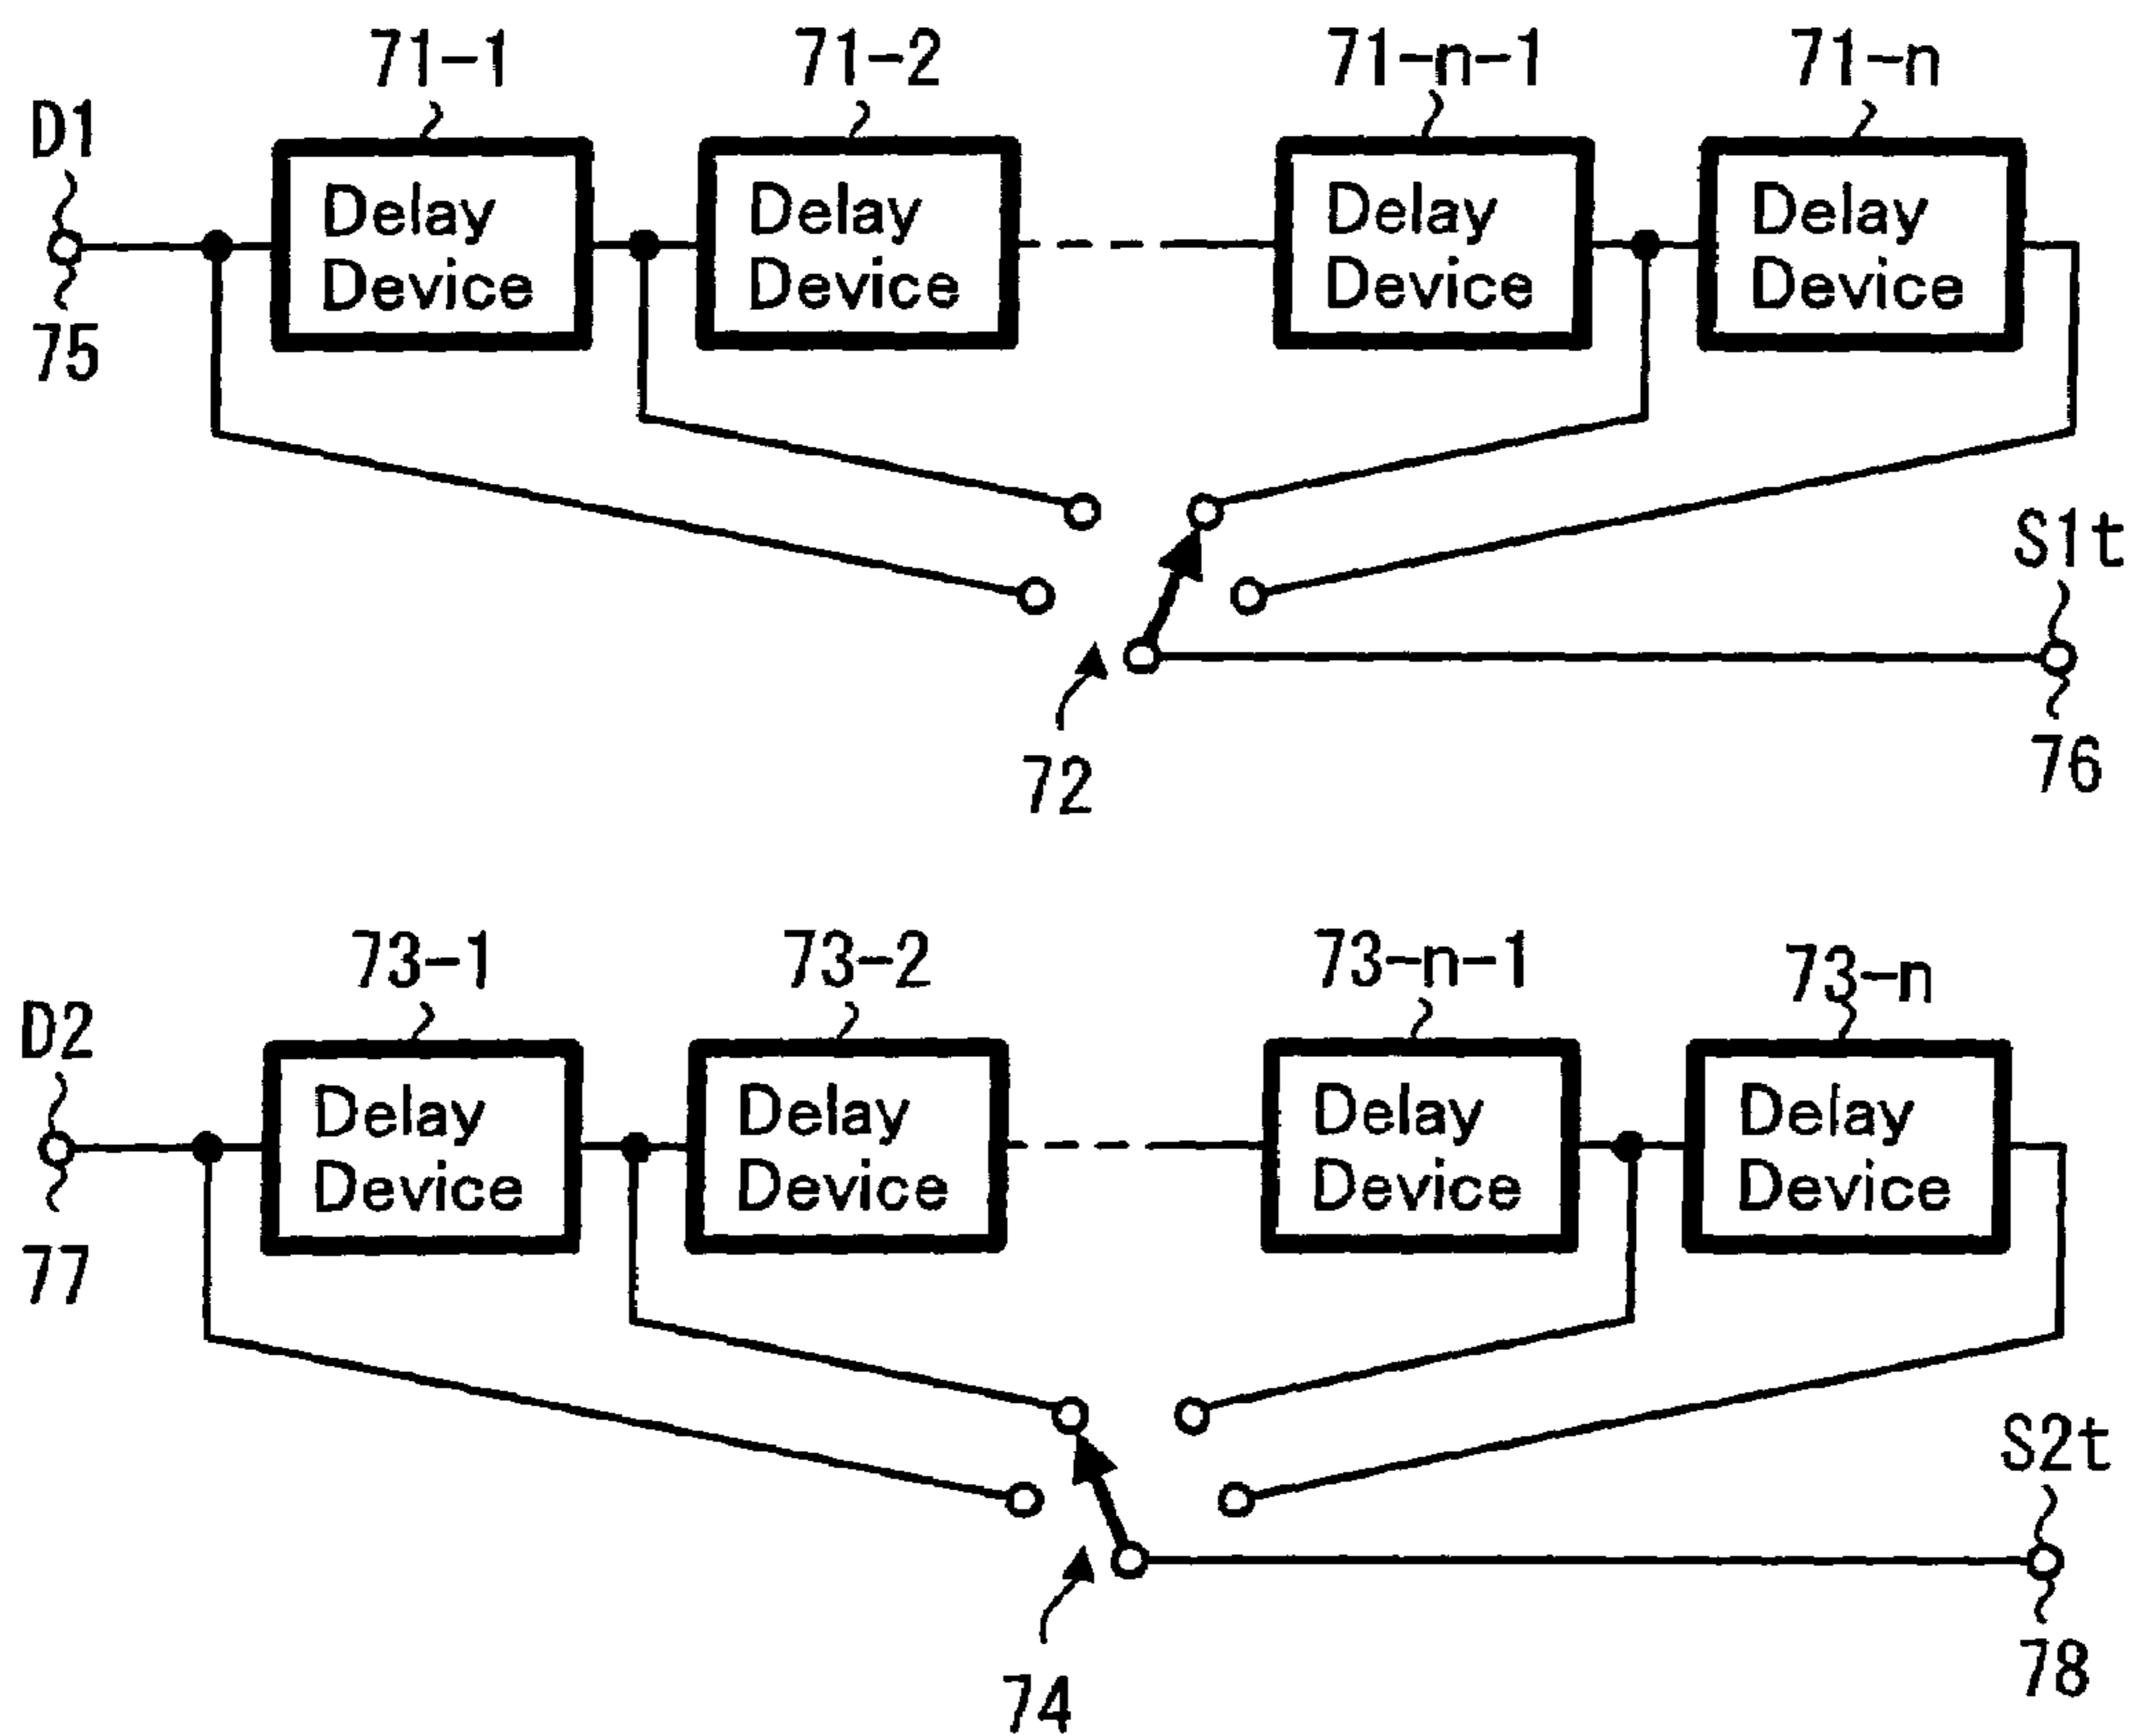 71-1
71-2
71-n-1
71-n
D1
Delay
Device
Delay
Device
Delay
Device
Delay
Device
75
S1t
72
76
73-1
73-2
73-n-1
73-n
D2
Delay
Device
Delay
Device
Delay
Device
Delay
Device
77
S2t
74
78